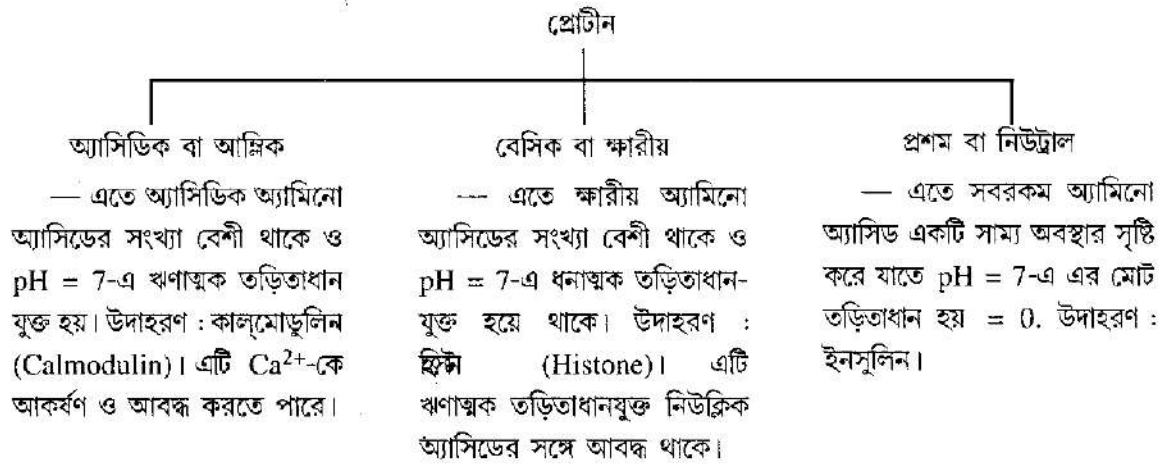 প্রোটীন
অ্যাসিডিক বা আম্লিক
— এতে অ্যাসিডিক অ্যামিনো
অ্যাসিডের সংখ্যা বেশী থাকে ও
pH = 7-এ ঋণাত্মক তড়িতাধান
যুক্ত হয়। উদাহরণ : কাল্‌মোডুলিন
(Calmodulin)। এটি Ca²⁺-কে
আকর্ষণ ও আবদ্ধ করতে পারে।
বেসিক বা ক্ষারীয়
— এতে ক্ষারীয় অ্যামিনো
অ্যাসিডের সংখ্যা বেশী থাকে ও
pH = 7-এ ধনাত্মক তড়িতাধান-
যুক্ত হয়ে থাকে। উদাহরণ :
(Histone)। এটি
ঋণাত্মক তড়িতাধানযুক্ত নিউক্লিক
অ্যাসিডের সঙ্গে আবদ্ধ থাকে।
প্রশম বা নিউট্রাল
— এতে সবরকম অ্যামিনো
অ্যাসিড একটি সাম্য অবস্থার সৃষ্টি
করে যাতে pH = 7-এ এর মোট
তড়িতাধান হয় = 0. উদাহরণ :
ইনসুলিন।